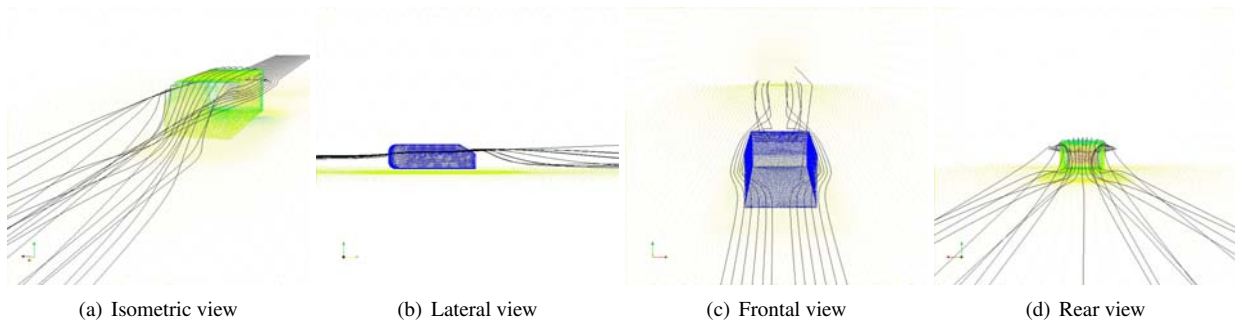 (a) Isometric view
(b) Lateral view
(c) Frontal view
(d) Rear view